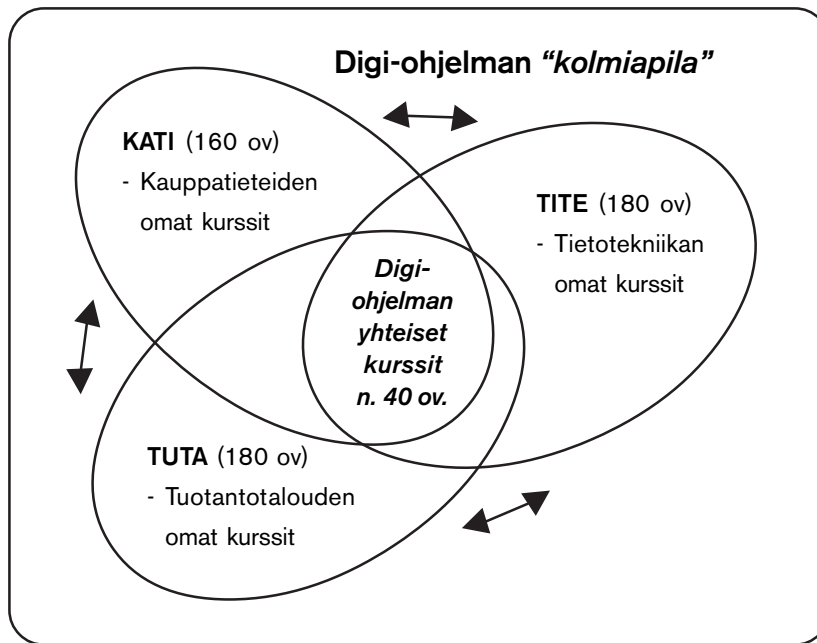 Digi-ohjelman "kolmiapila"
KATI (160 ov)
- Kauppatieteiden
omat kurssit
TITE (180 ov)
- Tietotekniikan
omat kurssit
Digi-
ohjelman
yhteiset
kurssit
n. 40 ov.
TUTA (180 ov)
- Tuotantotalouden
omat kurssit